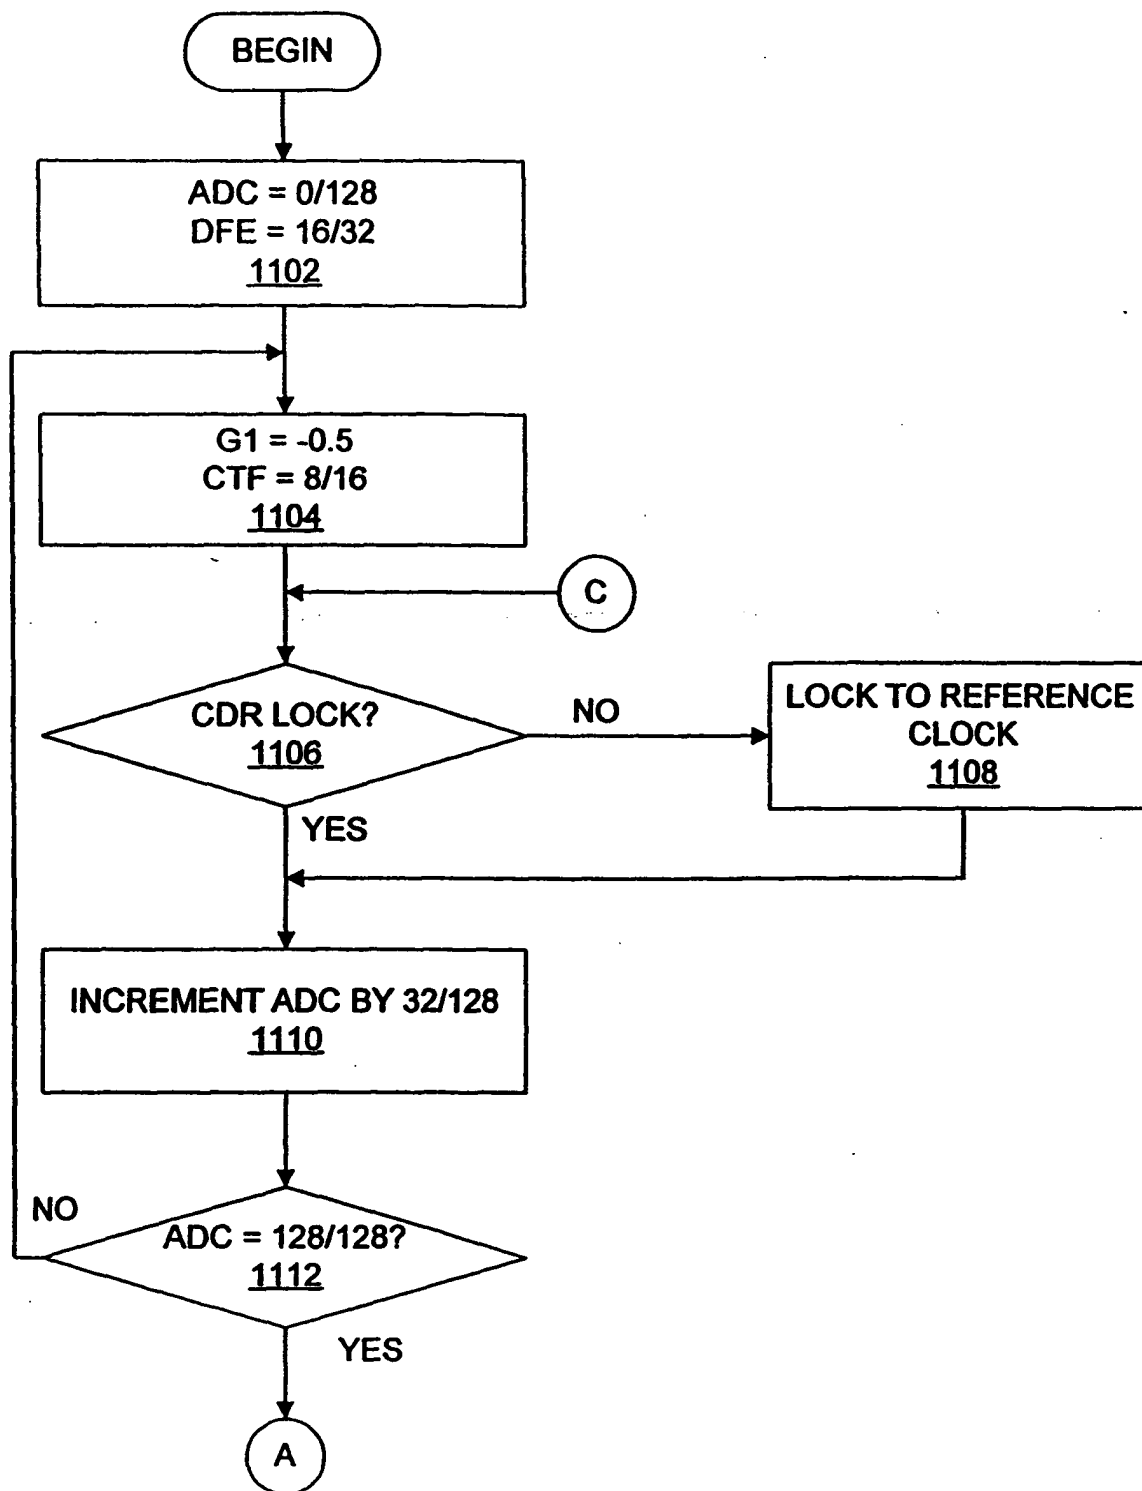 BEGIN
ADC = 0/128
DFE = 16/32
1102
G1 = -0.5
CTF = 8/16
1104
C
CDR LOCK?
1106
NO
LOCK TO REFERENCE
CLOCK
1108
YES
INCREMENT ADC BY 32/128
1110
NO
ADC = 128/128?
1112
YES
A